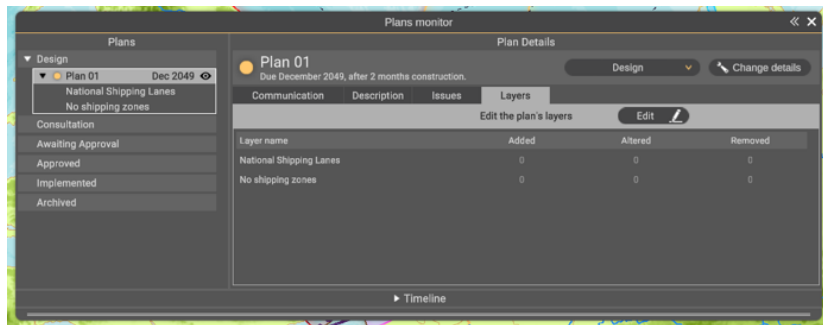 Plans monitor
Plans
Plan Details
Design
Plan 01 Dec 2049
National Shipping Lanes
No shipping zones
Consultation
Awaiting Approval
Approved
Implemented
Archived
Plan 01
Due December 2049, after 2 months construction.
Design
Change details
Communication Description Issues Layers
Edit the plan's layers Edit
Layer name Added Altered Removed
National Shipping Lanes 0 0 0
No shipping zones 0 0 0
Timeline